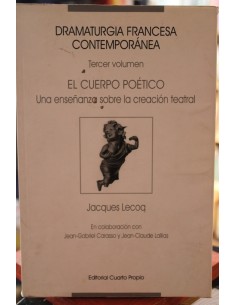 DRAMATURGIA FRANCESA
CONTEMPORÁNEA
Tercer volumen
EL CUERPO POÉTICO
Una enseñanza sobre la creación teatral
Jacques Lecoq
En colaboración con:
Jean-Gabriel Carasso y Jean-Claude Lallias
Editorial Cuarto Propio